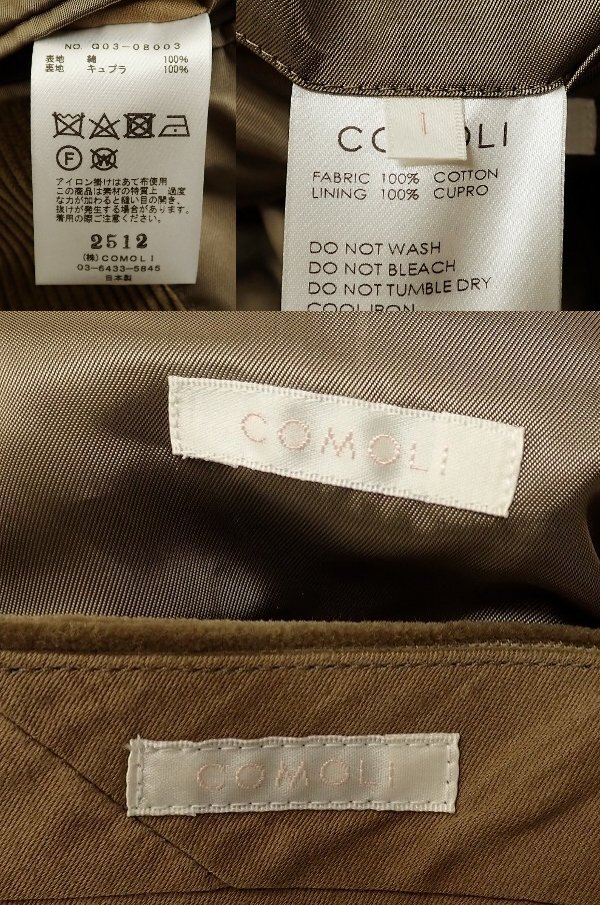 NO. Q03-0B003
表地 綿 100%
裏地 キュプラ 100%
F W
アイロン掛けはあて布使用
この商品は素材の特質上 過度
な力が加わると縫い目の開き、
抜けが発生する場合があります。
着用の際ご注意ください。
2512
(株)COMOLI
03-6433-5845
日本製
1
COMOLI
FABRIC 100% COTTON
LINING 100% CUPRO
DO NOT WASH
DO NOT BLEACH
DO NOT TUMBLE DRY
COOL IRON
COMOLI
COMOLI